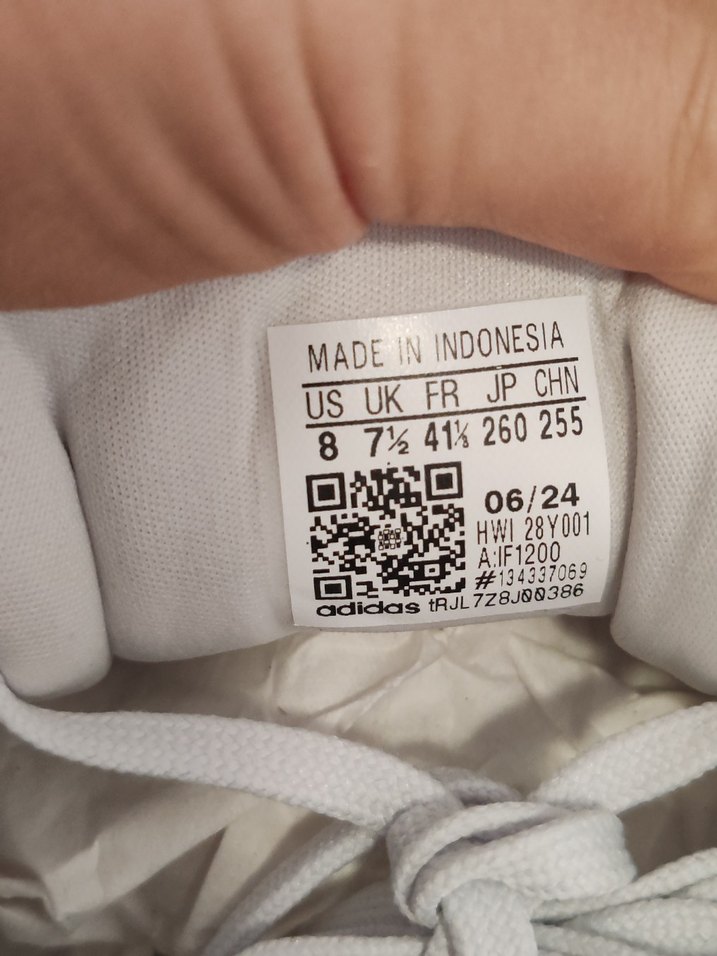 MADE IN INDONESIA
US UK FR JP CHN
8 7½ 41⅓ 260 255
06/24
HWI 28Y001
A:IF1200
#134337069
adidas tRJL7Z8J00386